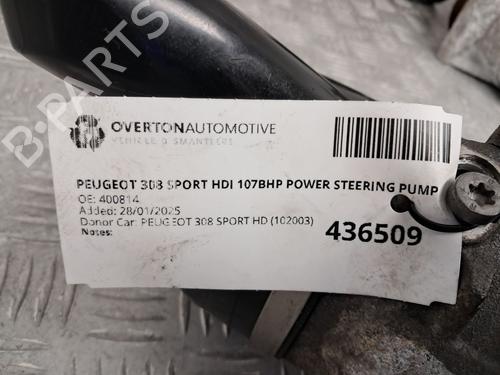 OVERTONAUTOMOTIVE
VEHICLE DISMANTLERS
PEUGEOT 308 SPORT HDI 107BHP POWER STEERING PUMP
OE: 400814
Added: 28/01/2025
Donor Car: PEUGEOT 308 SPORT HD (102003)
Notes:
436509
B-PARTS